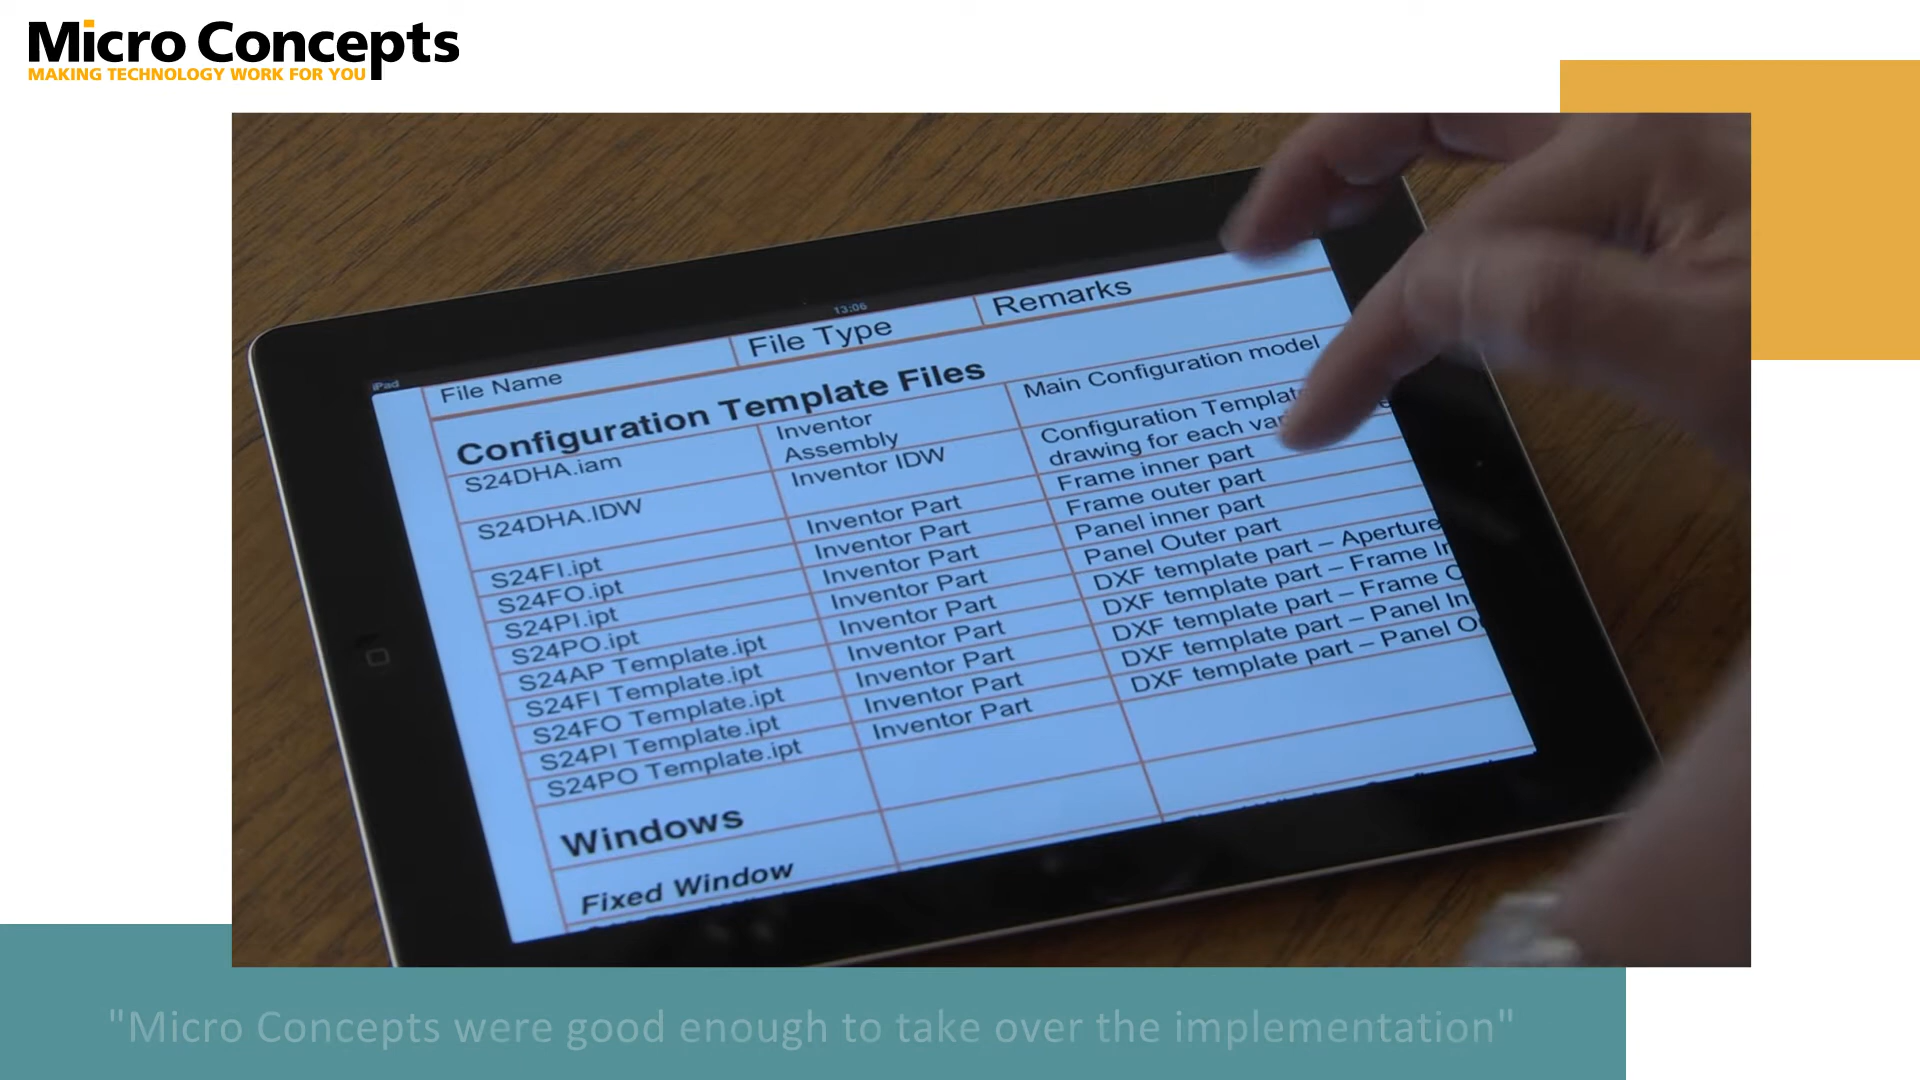 Micro Concepts
MAKING TECHNOLOGY WORK FOR YOU
iPad
13:06
File Name File Type Remarks
Configuration Template Files
S24DHA.iam Inventor Assembly Main Configuration model
S24DHA.IDW Inventor IDW Configuration drawing for each
S24FI.ipt Inventor Part Frame inner part
S24FO.ipt Inventor Part Frame outer part
S24PI.ipt Inventor Part Panel inner part
S24PO.ipt Inventor Part Panel Outer part
S24AP Template.ipt Inventor Part DXF template part – Aperture
S24FI Template.ipt Inventor Part DXF template part – Frame
S24FO Template.ipt Inventor Part DXF template part – Frame
S24PI Template.ipt Inventor Part DXF template part – Panel
S24PO Template.ipt Inventor Part DXF template part – Panel
Windows
Fixed Window
"Micro Concepts were good enough to take over the implementation"